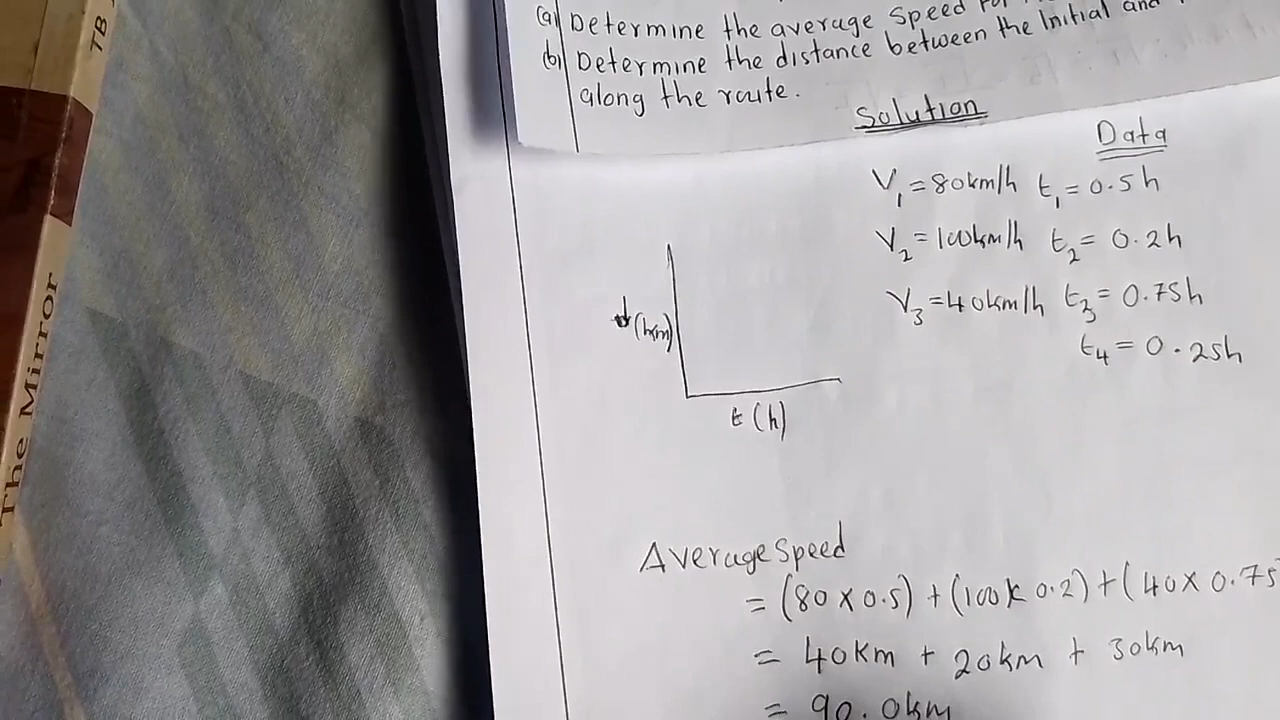 (a) Determine the average speed for
(b) Determine the distance between the Initial and
along the route.
Solution
Data
V1 = 80km/h t1 = 0.5h
V2 = 100km/h t2 = 0.2h
V3 = 40km/h t3 = 0.75h
t4 = 0.25h
d (km)
t (h)
Average Speed
= (80 x 0.5) + (100 x 0.2) + (40 x 0.75
= 40km + 20km + 30km
= 90.0km
The Mirror
TB